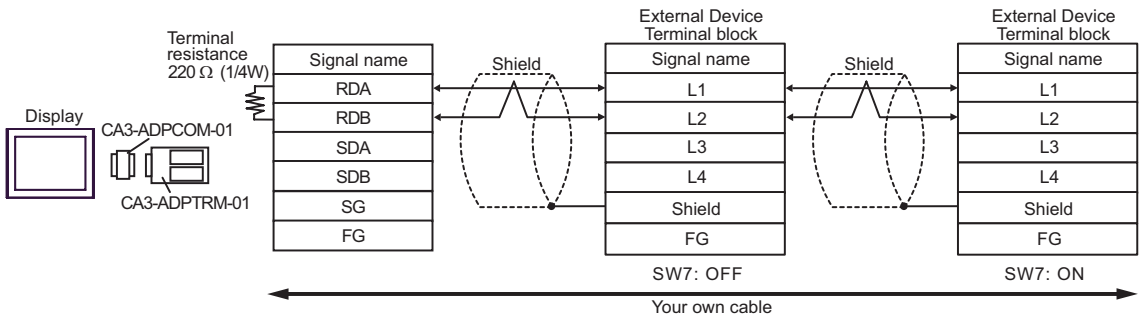 Terminal
resistance
220 Ω (1/4W)
Display
CA3-ADPCOM-01
CA3-ADPTRM-01
Signal name
RDA
RDB
SDA
SDB
SG
FG
Shield
External Device
Terminal block
Signal name
L1
L2
L3
L4
Shield
FG
SW7: OFF
Shield
External Device
Terminal block
Signal name
L1
L2
L3
L4
Shield
FG
SW7: ON
Your own cable